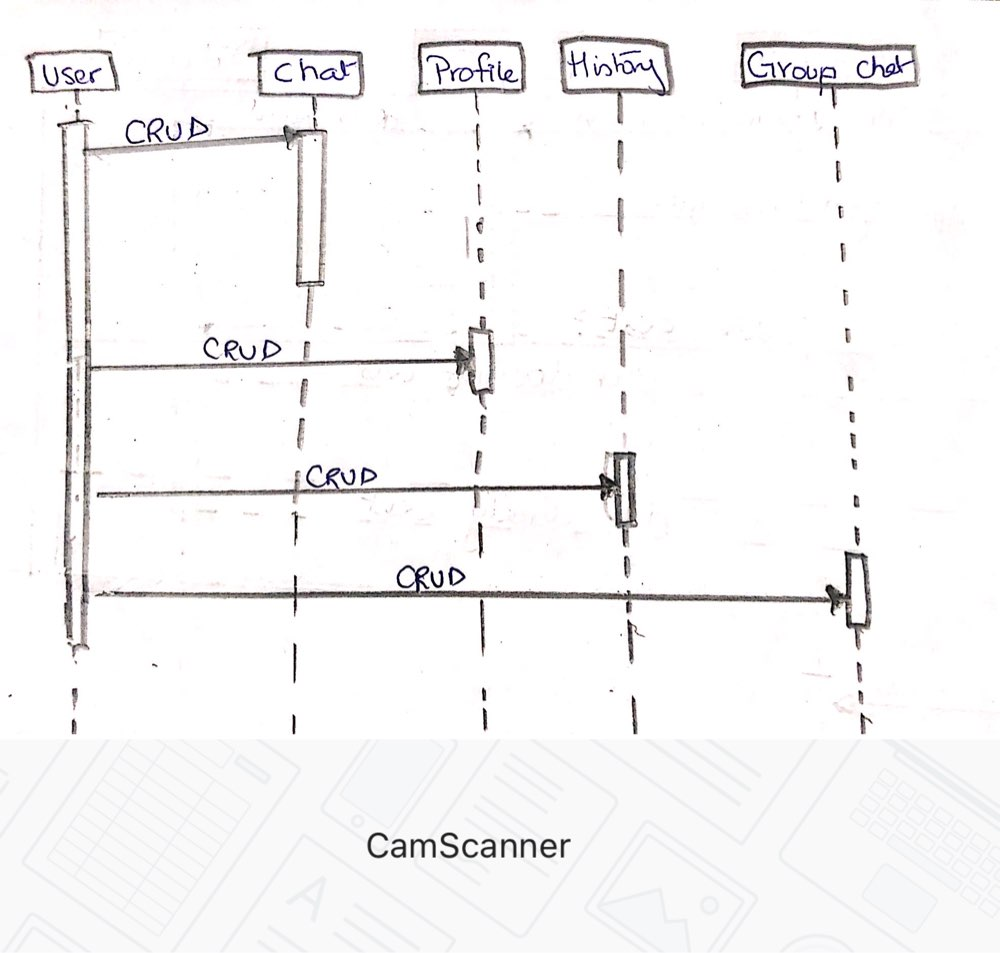 User
Chat
Profile
History
Group chat
CRUD
CRUD
CRUD
CRUD
CamScanner